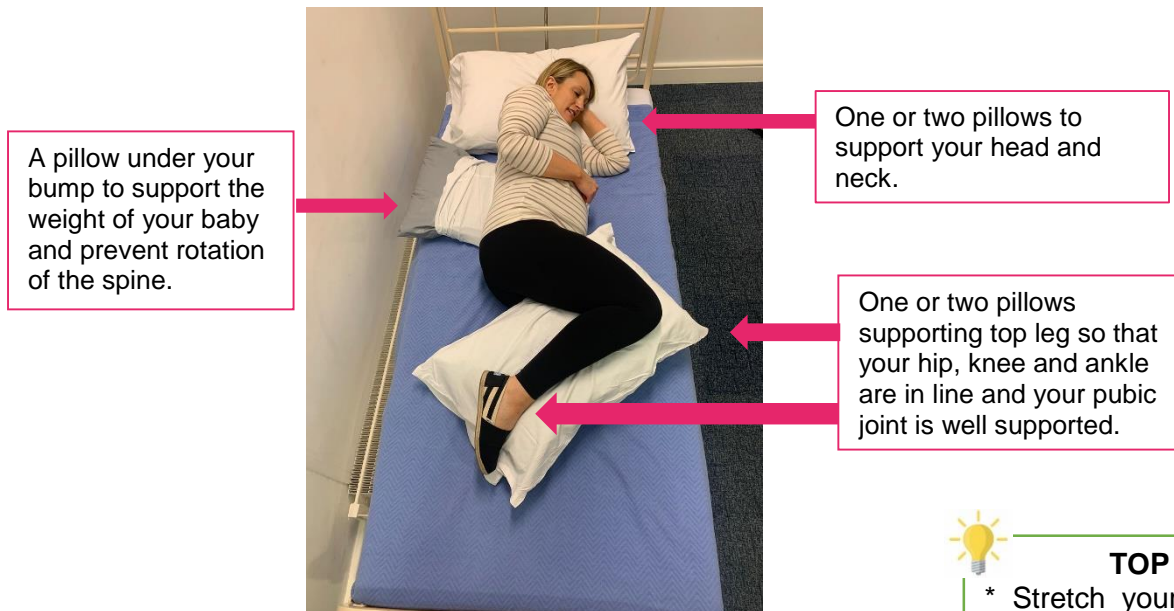 A pillow under your
bump to support the
weight of your baby
and prevent rotation
of the spine.
One or two pillows to
support your head and
neck.
One or two pillows
supporting top leg so that
your hip, knee and ankle
are in line and your pubic
joint is well supported.
TOP
* Stretch your